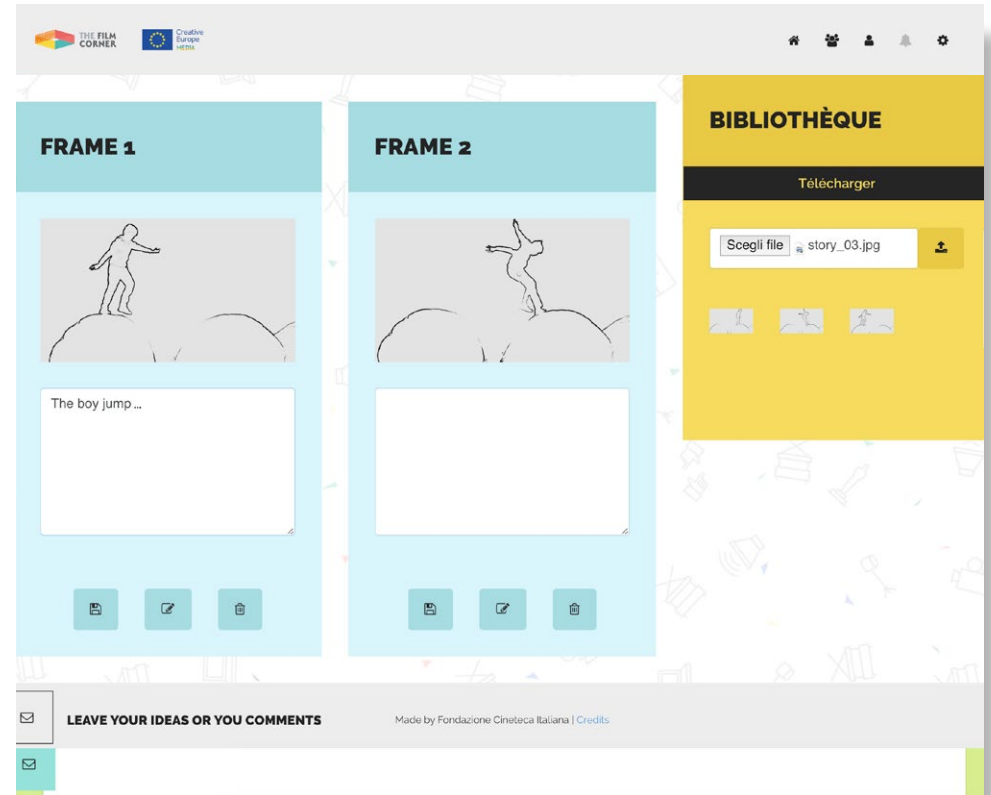 THE FILM
CORNER
Creative
Europe
MEDIA
FRAME 1
FRAME 2
BIBLIOTHÈQUE
Télécharger
Scegli file story_03.jpg
The boy jump ...
LEAVE YOUR IDEAS OR YOU COMMENTS
Made by Fondazione Cineteca Italiana | Credits